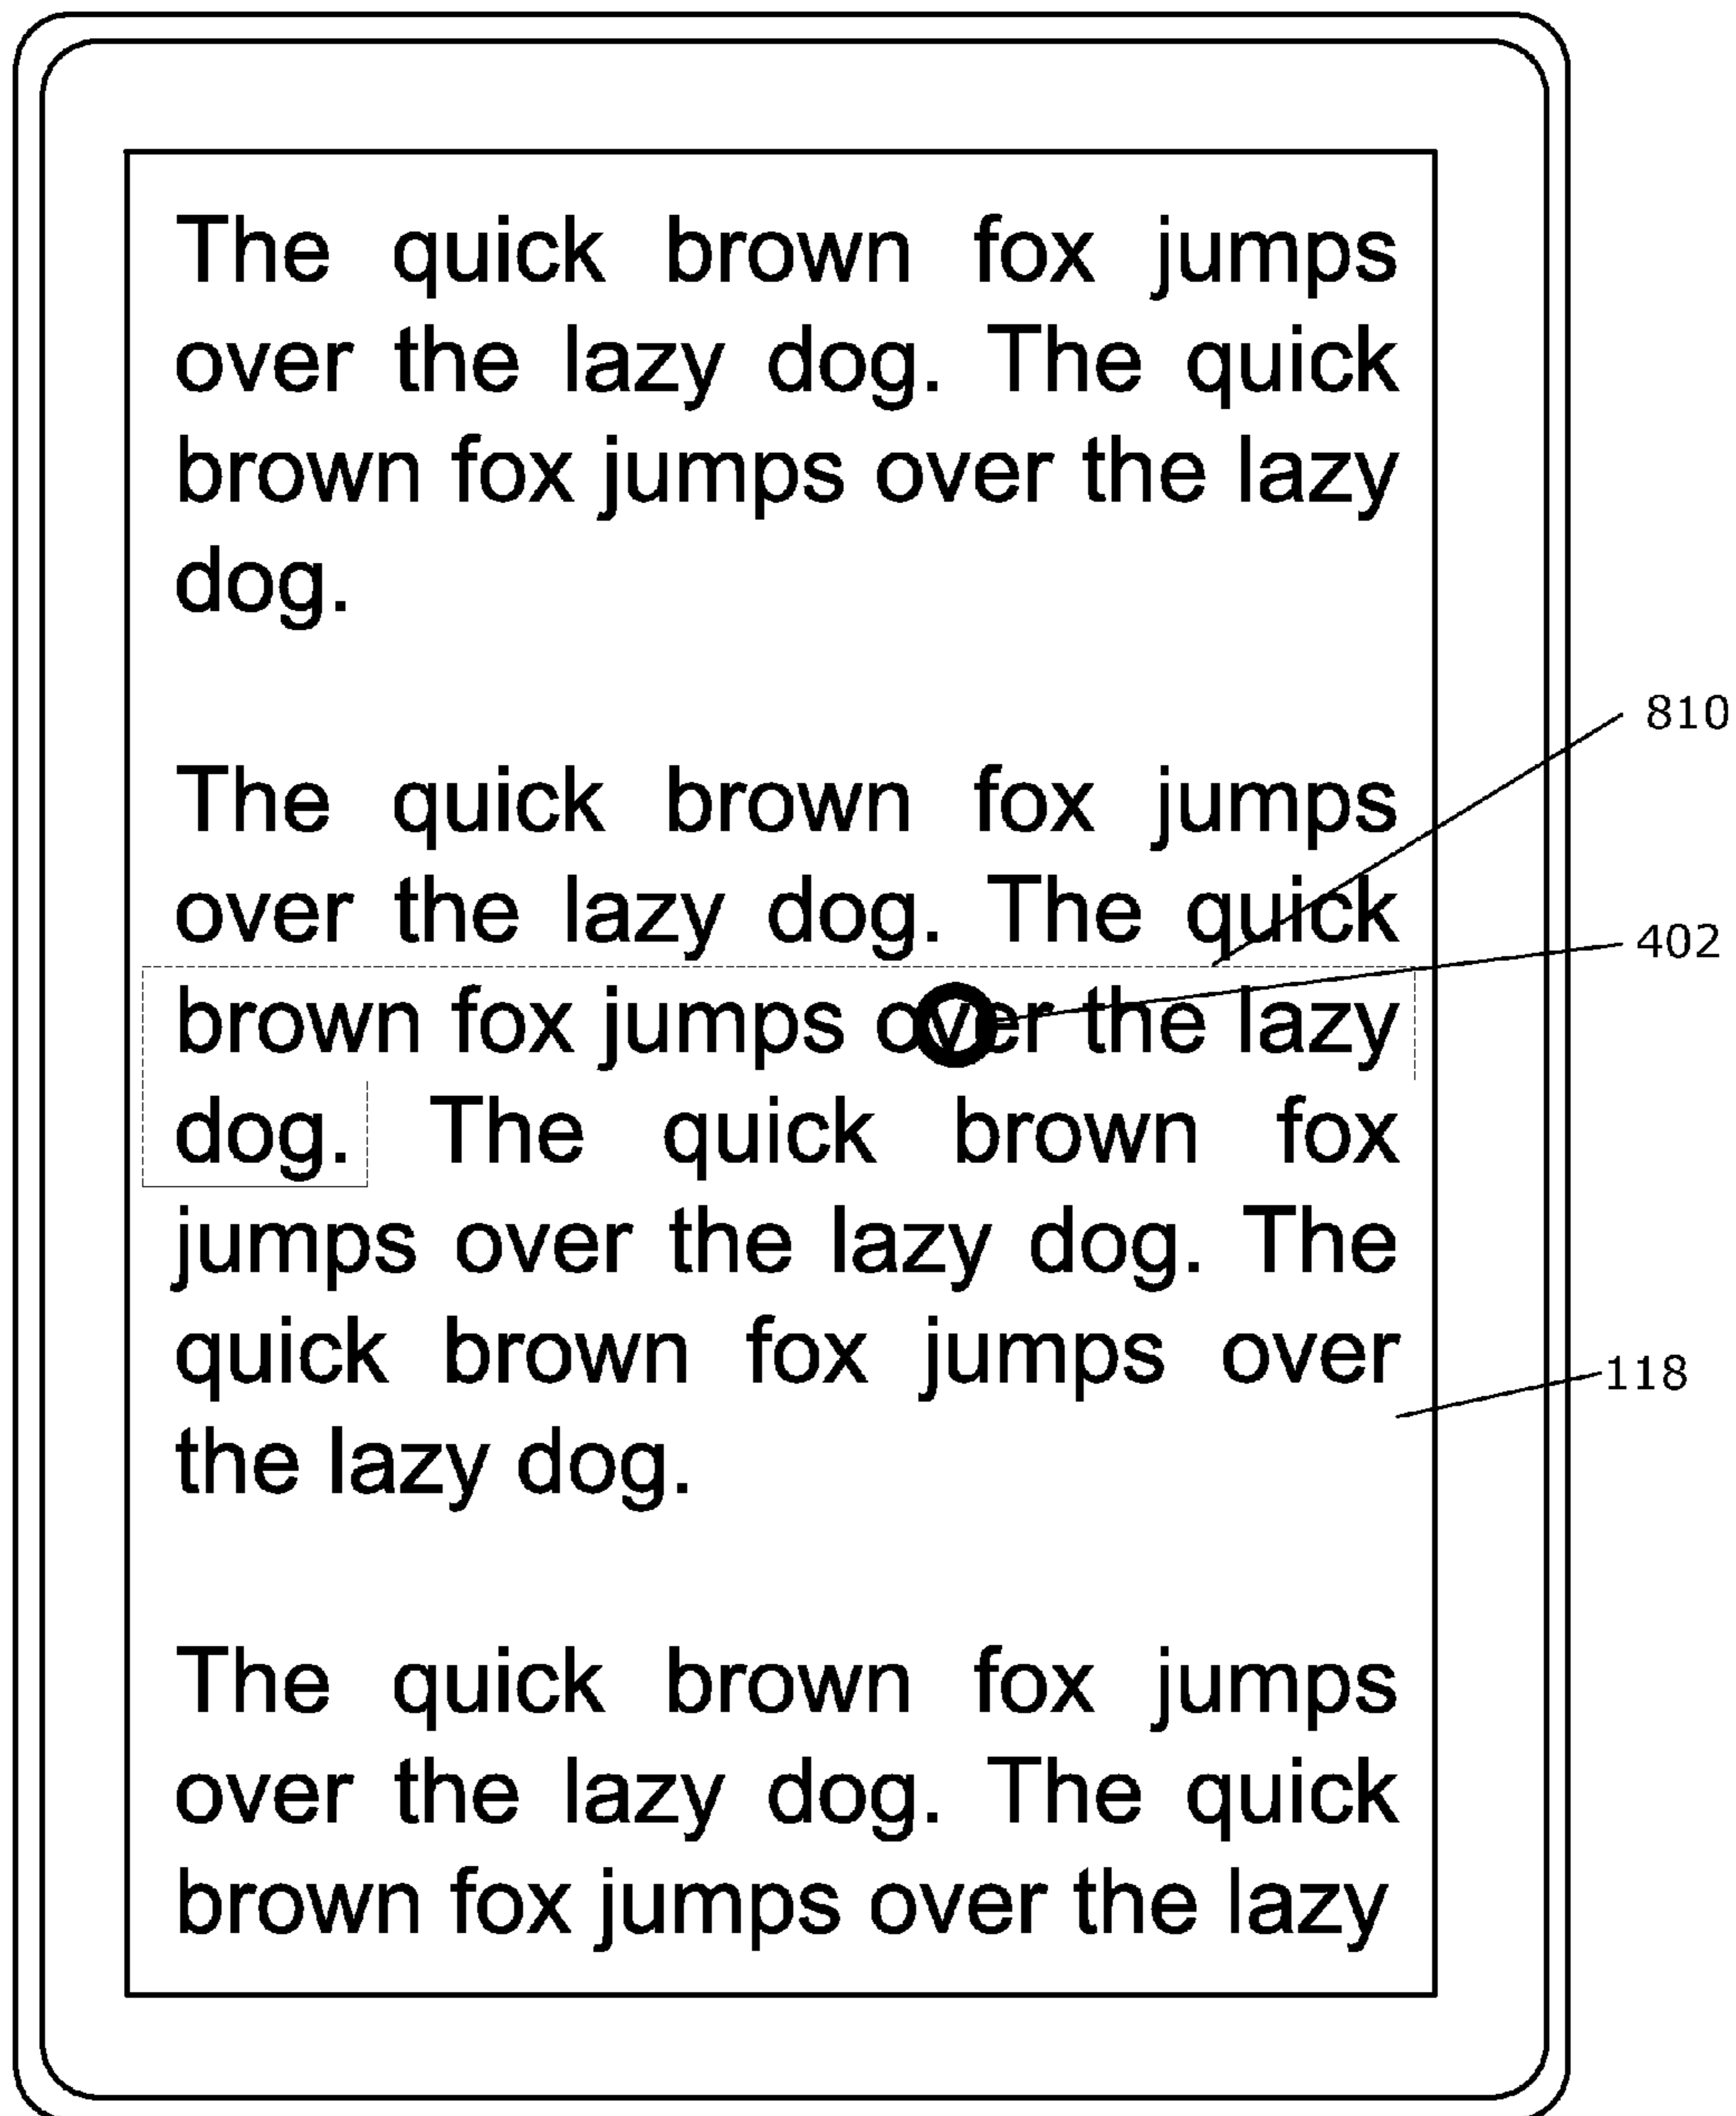 The quick brown fox jumps
over the lazy dog. The quick
brown fox jumps over the lazy
dog.
The quick brown fox jumps
over the lazy dog. The quick
brown fox jumps over the lazy
dog. The quick brown fox
jumps over the lazy dog. The
quick brown fox jumps over
the lazy dog.
The quick brown fox jumps
over the lazy dog. The quick
brown fox jumps over the lazy
810
402
118